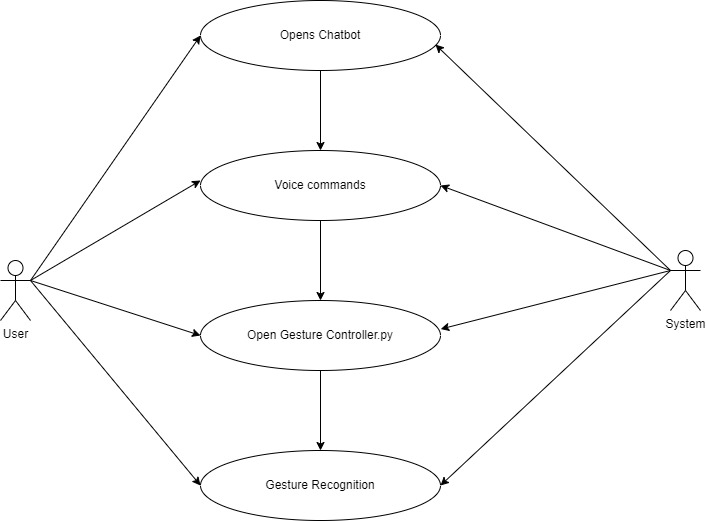 Opens Chatbot
Voice commands
User
System
Open Gesture Controller.py
Gesture Recognition